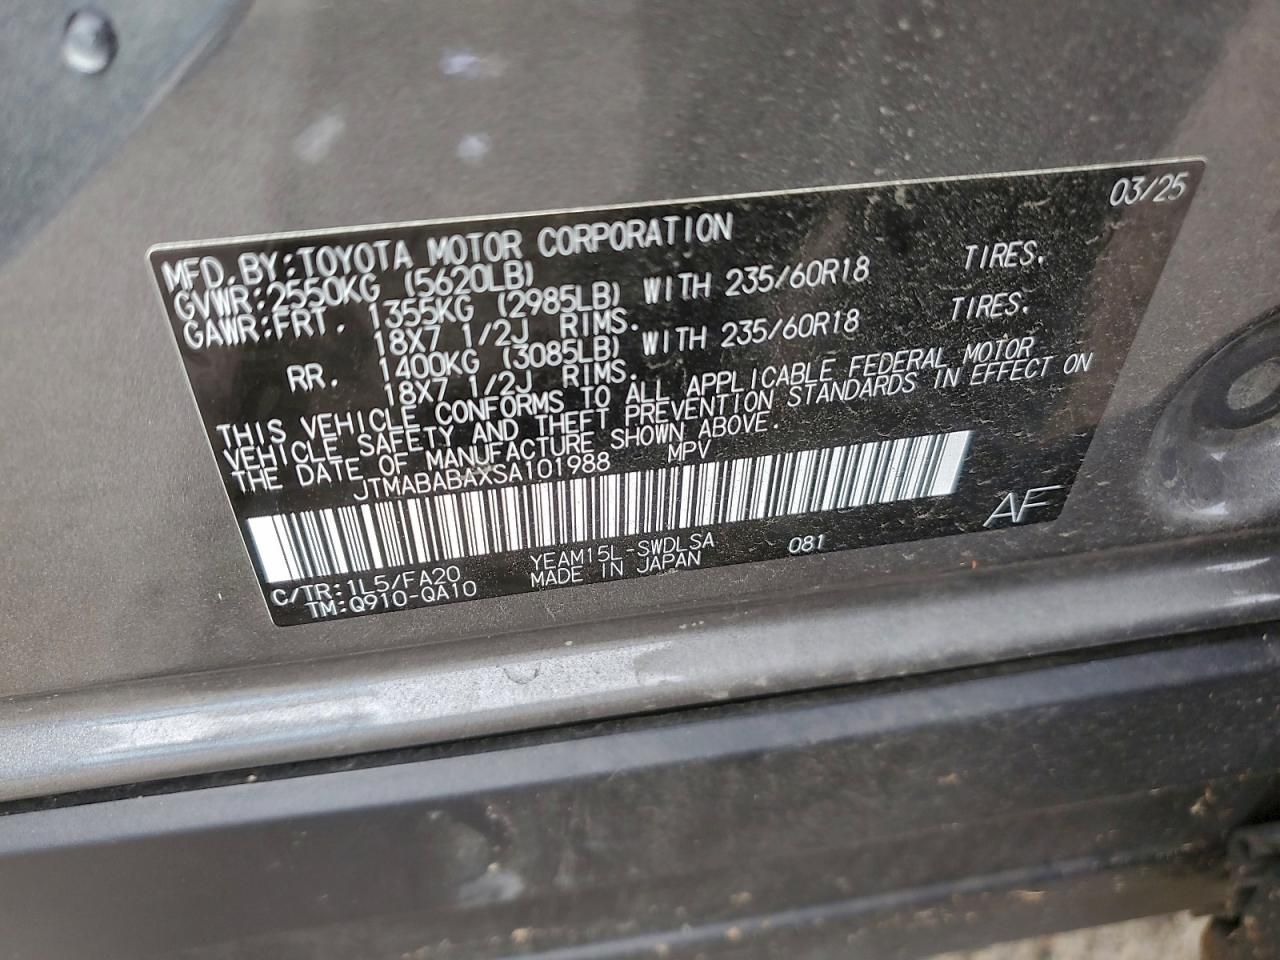 03/25
MFD.BY:TOYOTA MOTOR CORPORATION
GVWR:2550KG (5620LB)
GAWR:FRT. 1355KG (2985LB) WITH 235/60R18 TIRES.
18X7 1/2J RIMS.
RR. 1400KG (3085LB) WITH 235/60R18 TIRES.
18X7 1/2J RIMS.
THIS VEHICLE CONFORMS TO ALL APPLICABLE FEDERAL MOTOR
VEHICLE SAFETY AND THEFT PREVENTION STANDARDS IN EFFECT ON
THE DATE OF MANUFACTURE SHOWN ABOVE.
JTMABABAXSA101988 MPV
C/TR:1L5/FA20 YEAM15L-SWDLSA 081 AF
TM:Q910-QA10 MADE IN JAPAN